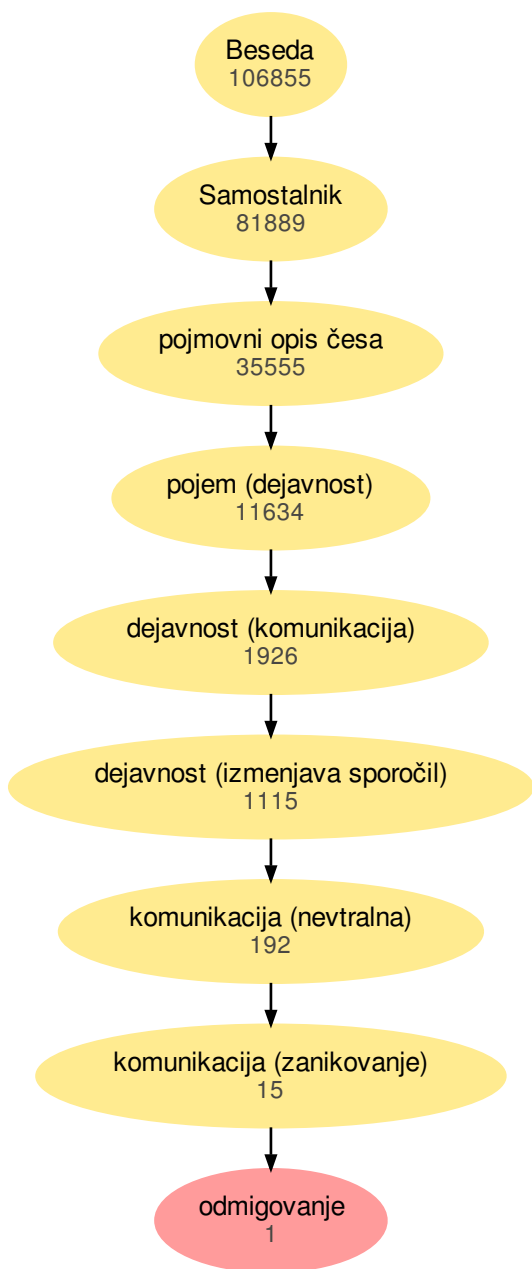 Beseda
106855
Samostalnik
81889
pojmovni opis česa
35555
pojem (dejavnost)
11634
dejavnost (komunikacija)
1926
dejavnost (izmenjava sporočil)
1115
komunikacija (nevtralna)
192
komunikacija (zanikovanje)
15
odmigovanje
1